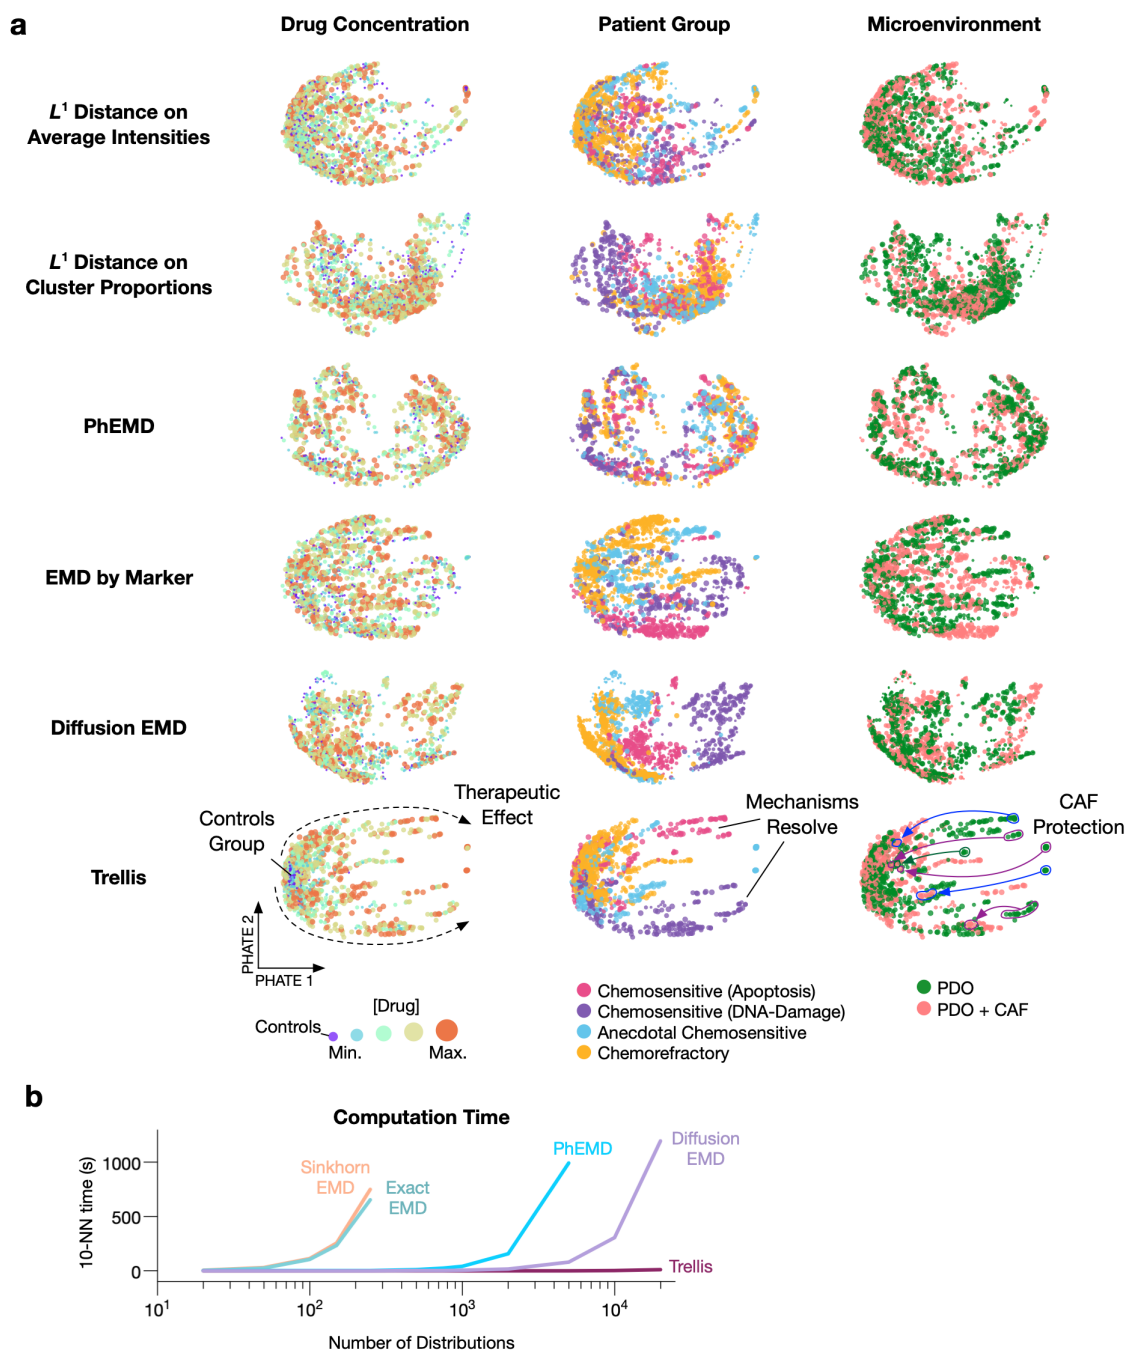 a
Drug Concentration
Patient Group
Microenvironment
L¹ Distance on
Average Intensities
L¹ Distance on
Cluster Proportions
PhEMD
EMD by Marker
Diffusion EMD
Trellis
Controls
Group
Therapeutic
Effect
Mechanisms
Resolve
CAF
Protection
PHATE 2
PHATE 1
[Drug]
Controls
Min.
Max.
Chemosensitive (Apoptosis)
Chemosensitive (DNA-Damage)
Anecdotal Chemosensitive
Chemorefractory
PDO
PDO + CAF
b
Computation Time
10-NN time (s)
1000
500
0
Sinkhorn
EMD
Exact
EMD
PhEMD
Diffusion
EMD
Trellis
10¹
10²
10³
10⁴
Number of Distributions